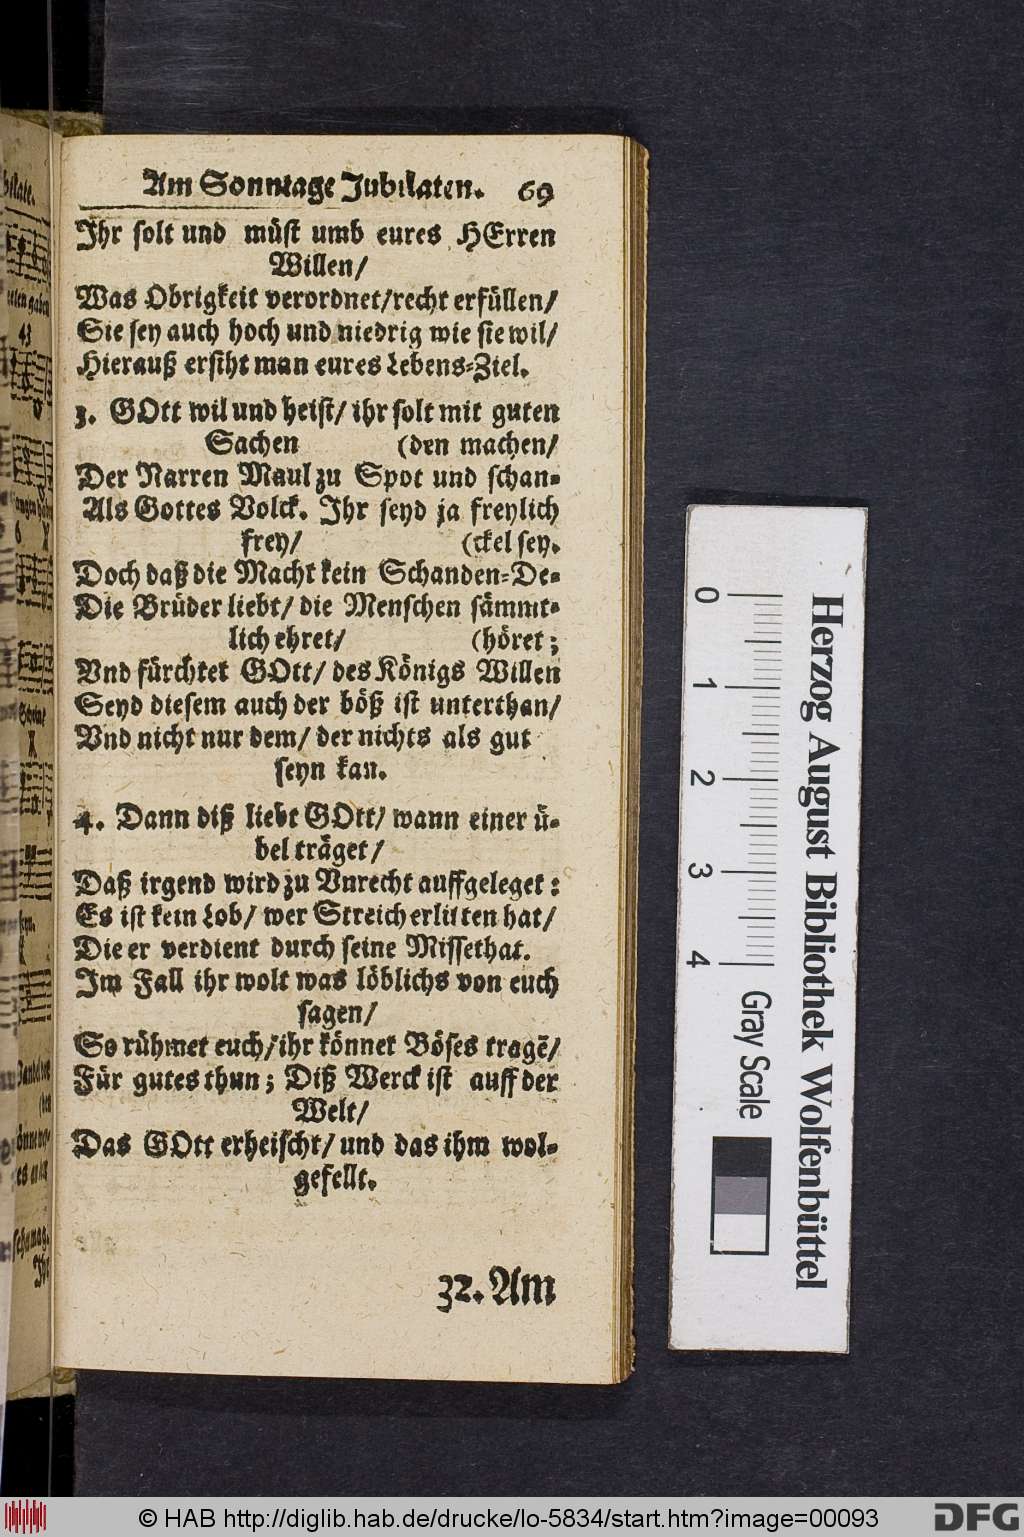 Am Sonntage Jubilaten. 69
Ihr solt und müst umb eures HErren
Willen/
Was Obrigkeit verordnet/recht erfüllen/
Sie sey auch hoch und niedrig wie sie wil/
Hierauß ersiht man eures Lebens-Ziel.
3. GOtt wil und heist/ ihr solt mit guten
Sachen (den machen/
Der Narren Maul zu Spot und schan-
Als Gottes Volck. Ihr seyd ja freylich
frey/ (ckel sey.
Doch daß die Macht kein Schanden-De-
Die Brüder liebt/ die Menschen sämmt-
lich ehret/ (höret;
Vnd fürchtet GOtt/ des Königs Willen
Seyd diesem auch der böß ist unterthan/
Vnd nicht nur dem/ der nichts als gut
seyn kan.
4. Dann diß liebt GOtt/ wann einer ü-
bel träget/
Daß irgend wird zu Vnrecht auffgeleget:
Es ist kein Lob/ wer Streich erlitten hat/
Die er verdient durch seine Missethat.
Im Fall ihr wolt was löblichs von euch
sagen/
So rühmet euch/ihr könnet Böses tragē/
Für gutes thun; Diß Werck ist auff der
Welt/
Das GOtt erheischt/ und das ihm wol-
gefellt.
32. Am
Herzog August Bibliothek Wolfenbüttel
0 1 2 3 4
Gray Scale
© HAB http://diglib.hab.de/drucke/lo-5834/start.htm?image=00093
DFG